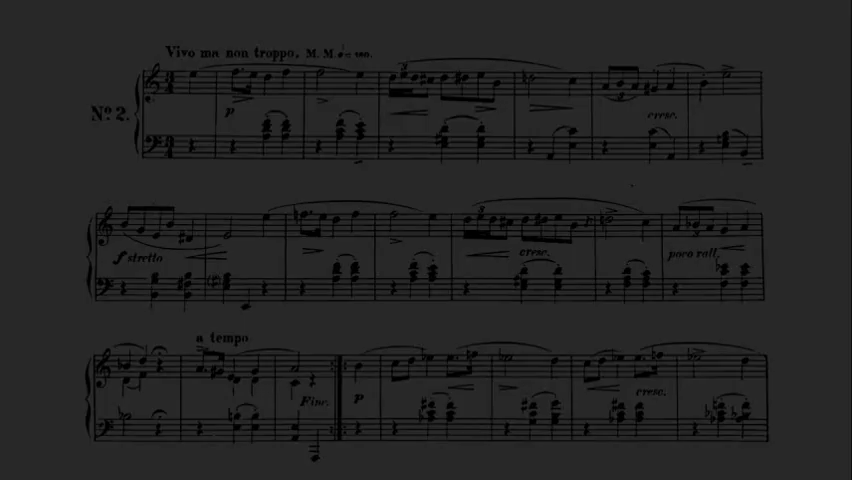 Vivo ma non troppo. M. M.
No. 2.
p
cresc.
f stretto
cresc.
poco rall.
a tempo
Fine.
p
cresc.